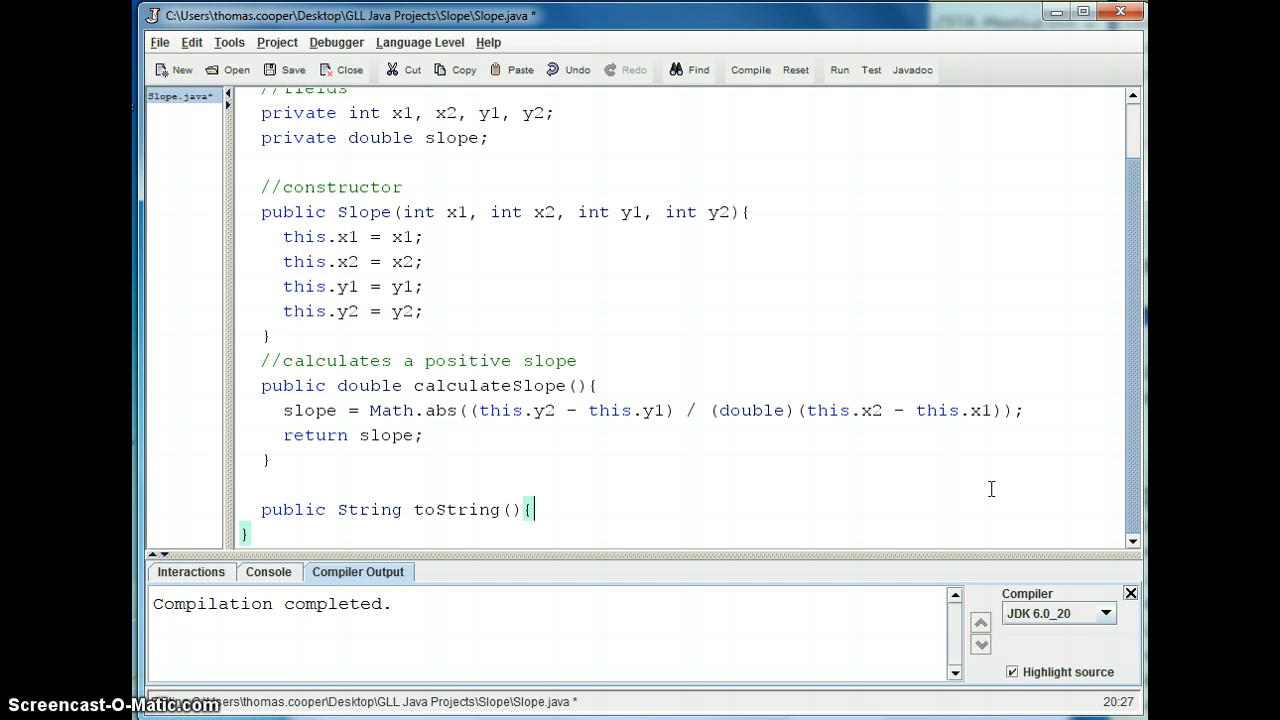 C:\Users\thomas.cooper\Desktop\GLL Java Projects\Slope\Slope.java *
File Edit Tools Project Debugger Language Level Help
New Open Save Close Cut Copy Paste Undo Redo Find Compile Reset Run Test Javadoc
Slope.java*
//fields
private int x1, x2, y1, y2;
private double slope;
//constructor
public Slope(int x1, int x2, int y1, int y2){
this.x1 = x1;
this.x2 = x2;
this.y1 = y1;
this.y2 = y2;
}
//calculates a positive slope
public double calculateSlope(){
slope = Math.abs((this.y2 - this.y1) / (double)(this.x2 - this.x1));
return slope;
}
public String toString(){
}
Interactions Console Compiler Output
Compilation completed.
Compiler
JDK 6.0_20
Highlight source
Screencast-O-Matic.com
\thomas.cooper\Desktop\GLL Java Projects\Slope\Slope.java *
20:27